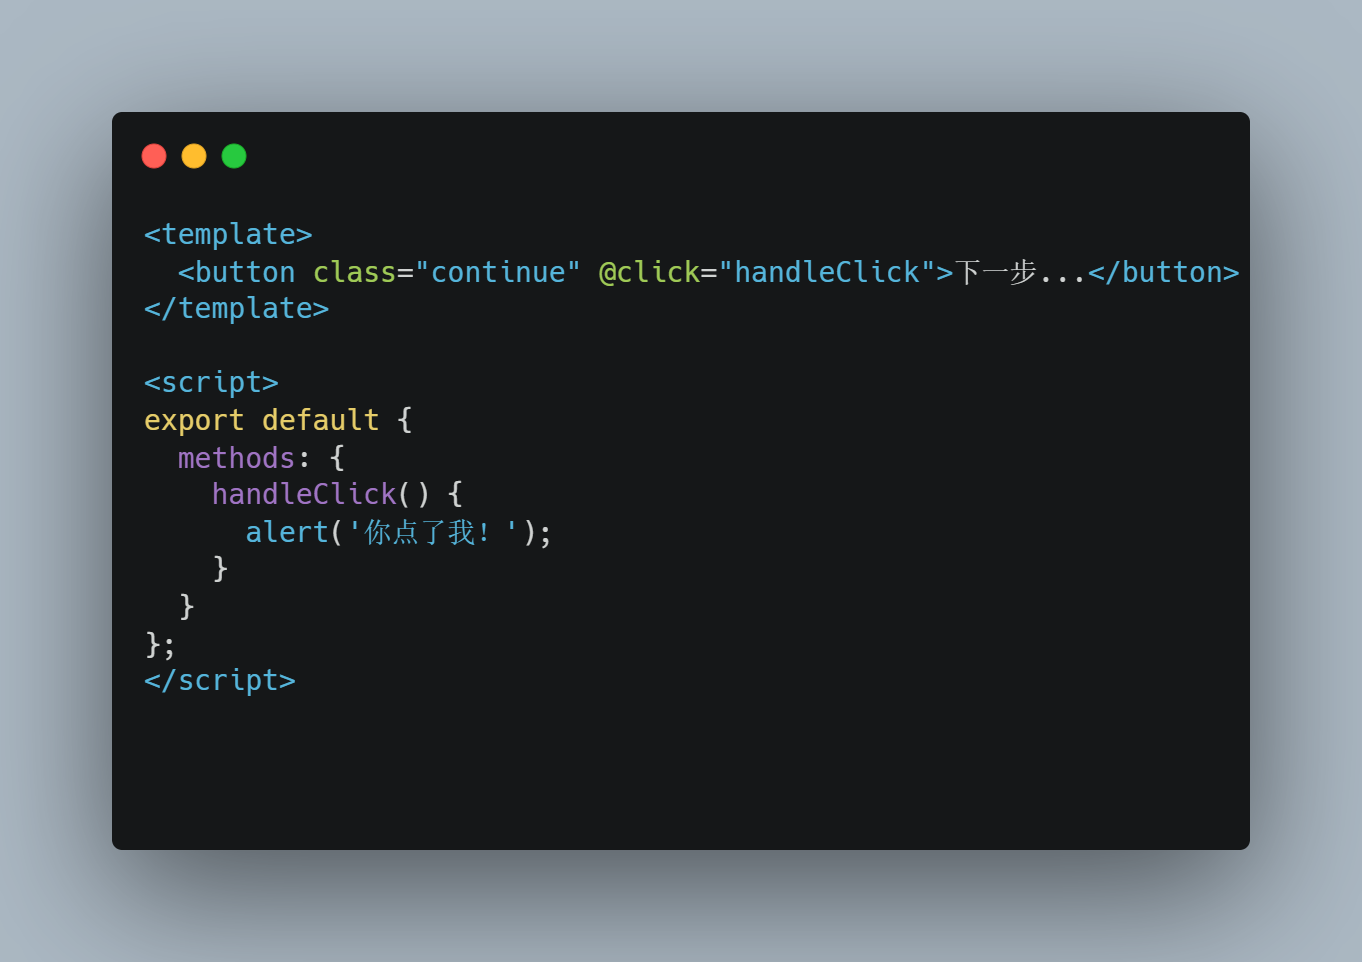 <template>
  <button class="continue" @click="handleClick">下一步...</button>
</template>

<script>
export default {
  methods: {
    handleClick() {
      alert('你点了我！');
    }
  }
};
</script>